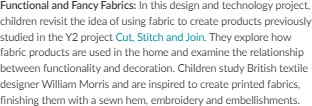 Functional and Fancy Fabrics: In this design and technology project,
children revisit the idea of using fabric to create products previously
studied in the Y2 project Cut, Stitch and Join. They explore how
fabric products are used in the home and examine the relationship
between functionality and decoration. Children study British textile
designer William Morris and are inspired to create printed fabrics,
finishing them with a sewn hem, embroidery and embellishments.